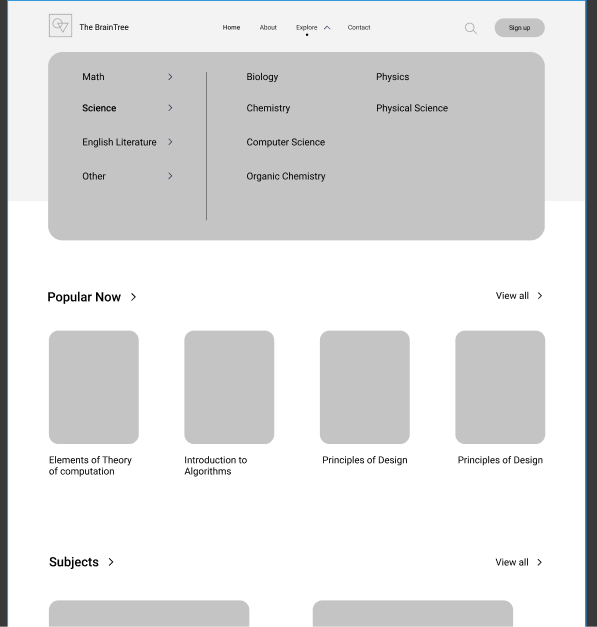 The BrainTree
Home
About
Explore
Contact
Sign up
Math
Science
English Literature
Other
Biology
Physics
Chemistry
Physical Science
Computer Science
Organic Chemistry
Popular Now
View all
Elements of Theory
of computation
Introduction to
Algorithms
Principles of Design
Principles of Design
Subjects
View all